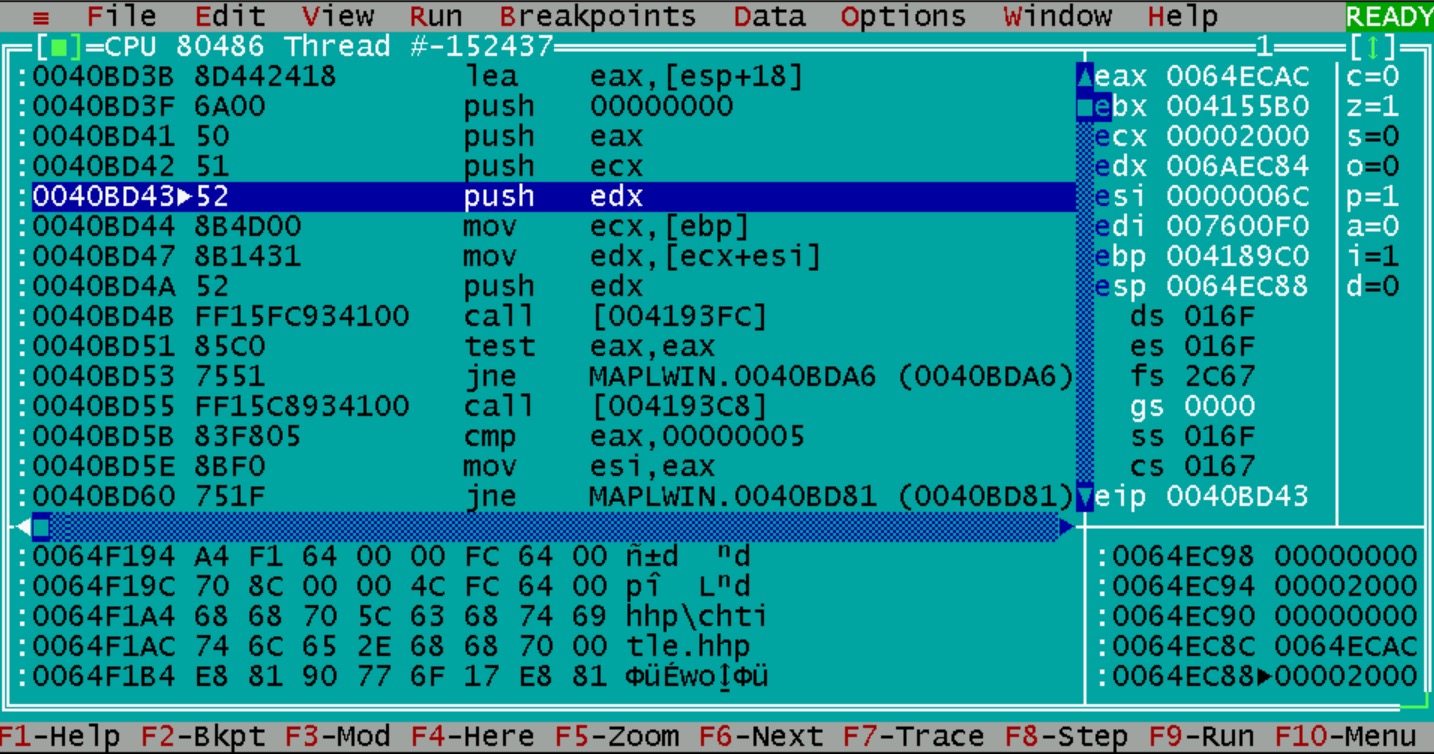 ≡ File Edit View Run Breakpoints Data Options Window Help READY
[■]=CPU 80486 Thread #-152437 1 [↕]
:0040BD3B 8D442418 lea eax,[esp+18] eax 0064ECAC c=0
:0040BD3F 6A00 push 00000000 ebx 004155B0 z=1
:0040BD41 50 push eax ecx 00002000 s=0
:0040BD42 51 push ecx edx 006AEC84 o=0
:0040BD43►52 push edx esi 0000006C p=1
:0040BD44 8B4D00 mov ecx,[ebp] edi 007600F0 a=0
:0040BD47 8B1431 mov edx,[ecx+esi] ebp 004189C0 i=1
:0040BD4A 52 push edx esp 0064EC88 d=0
:0040BD4B FF15FC934100 call [004193FC] ds 016F
:0040BD51 85C0 test eax,eax es 016F
:0040BD53 7551 jne MAPLWIN.0040BDA6 (0040BDA6) fs 2C67
:0040BD55 FF15C8934100 call [004193C8] gs 0000
:0040BD5B 83F805 cmp eax,00000005 ss 016F
:0040BD5E 8BF0 mov esi,eax cs 0167
:0040BD60 751F jne MAPLWIN.0040BD81 (0040BD81) eip 0040BD43
:0064F194 A4 F1 64 00 00 FC 64 00 ñ±d ⁿd :0064EC98 00000000
:0064F19C 70 8C 00 00 4C FC 64 00 pî Lⁿd :0064EC94 00002000
:0064F1A4 68 68 70 5C 63 68 74 69 hhp\chti :0064EC90 00000000
:0064F1AC 74 6C 65 2E 68 68 70 00 tle.hhp :0064EC8C 0064ECAC
:0064F1B4 E8 81 90 77 6F 17 E8 81 ΦüÉwo↨Φü :0064EC88►00002000
F1-Help F2-Bkpt F3-Mod F4-Here F5-Zoom F6-Next F7-Trace F8-Step F9-Run F10-Menu